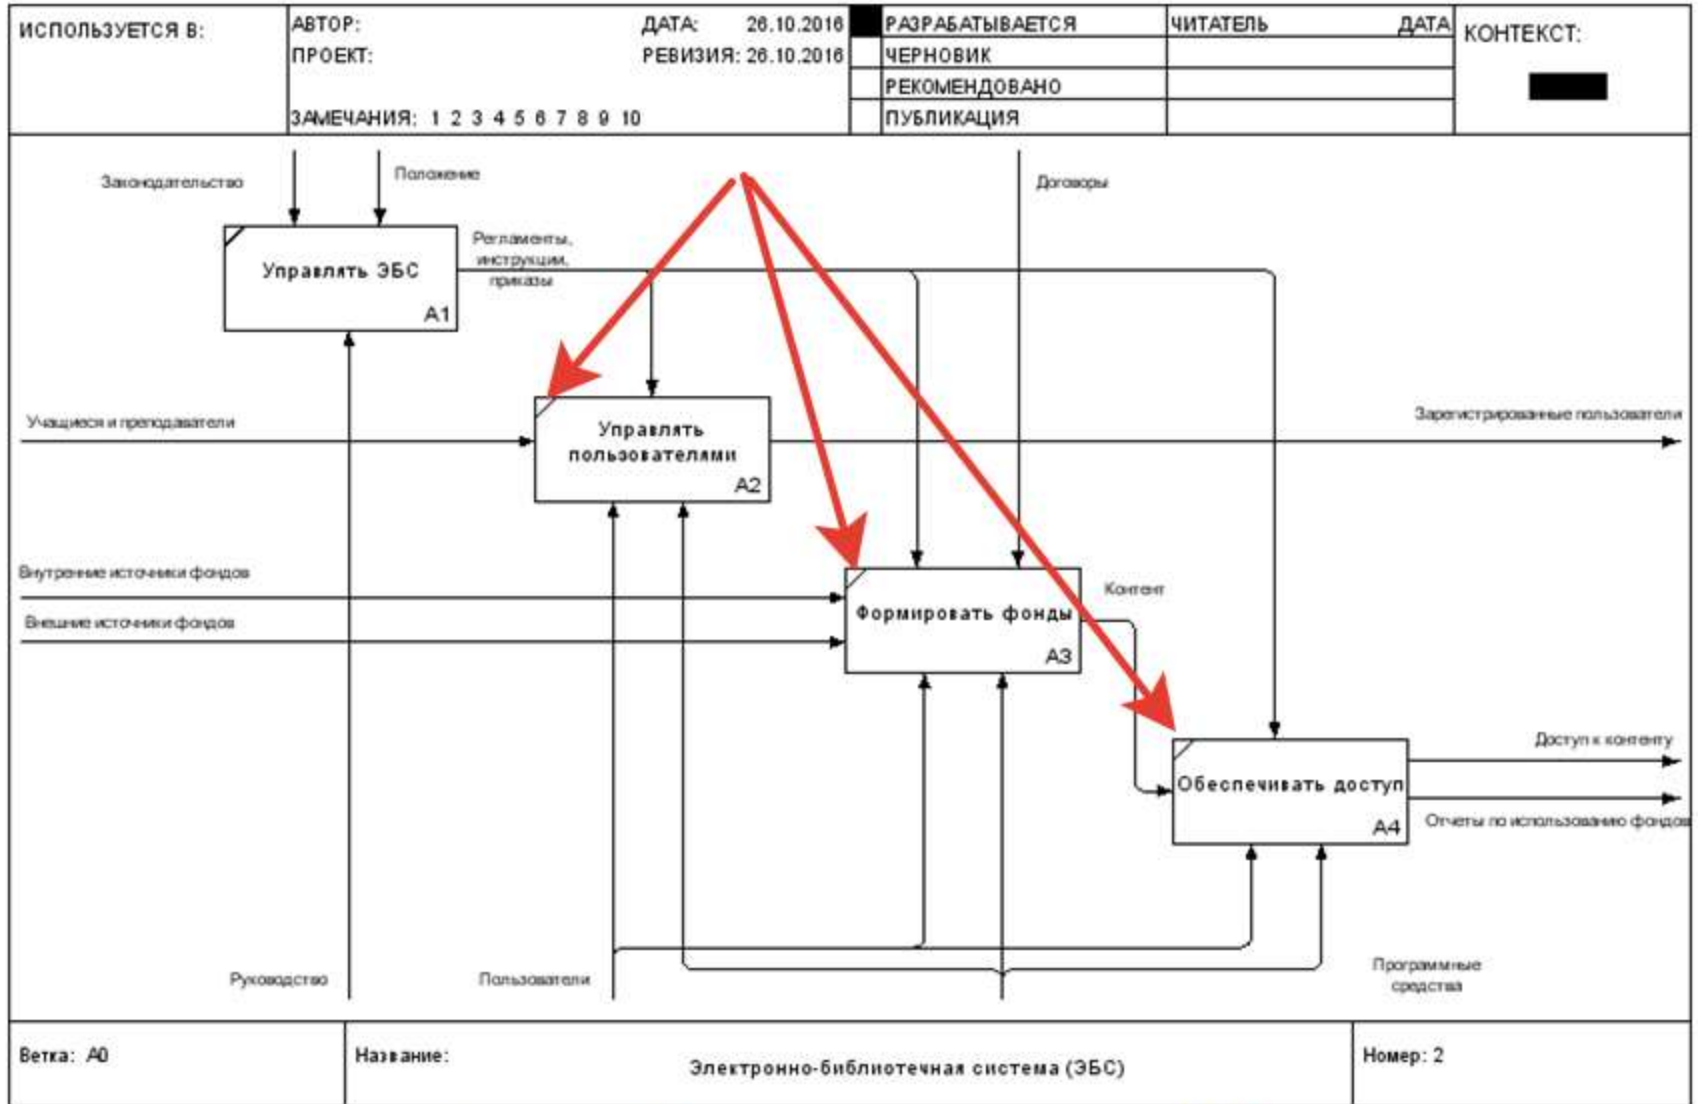 ИСПОЛЬЗУЕТСЯ В:
АВТОР:
ДАТА: 26.10.2016
ПРОЕКТ:
РЕВИЗИЯ: 26.10.2016
ЗАМЕЧАНИЯ: 1 2 3 4 5 6 7 8 9 10
РАЗРАБАТЫВАЕТСЯ
ЧЕРНОВИК
РЕКОМЕНДОВАНО
ПУБЛИКАЦИЯ
ЧИТАТЕЛЬ
ДАТА
КОНТЕКСТ:
Законодательство
Положение
Договоры
Управлять ЭБС
A1
Регламенты,
инструкции,
приказы
Учащиеся и преподаватели
Управлять
пользователями
A2
Зарегистрированные пользователи
Внутренние источники фондов
Внешние источники фондов
Формировать фонды
A3
Контент
Обеспечивать доступ
A4
Доступ к контенту
Отчеты по использованию фондов
Руководство
Пользователи
Программные
средства
Ветка: A0
Название:
Электронно-библиотечная система (ЭБС)
Номер: 2